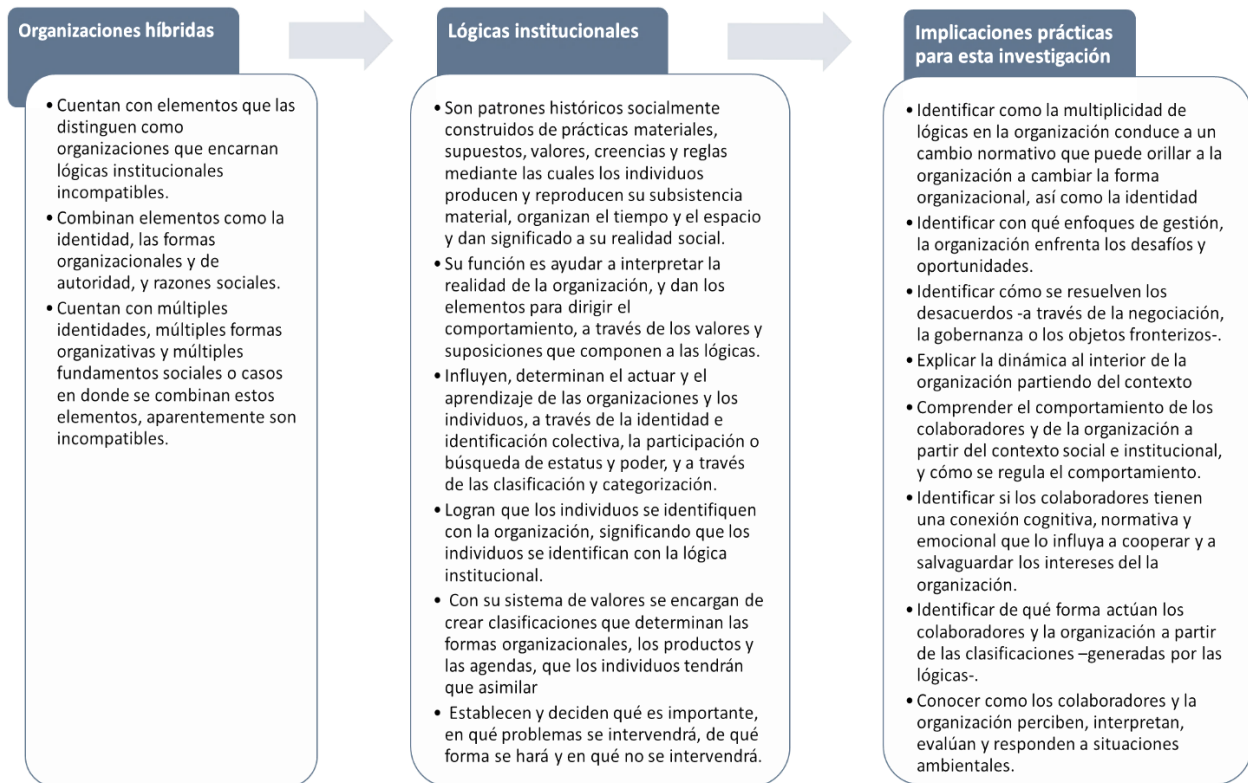 Organizaciones híbridas
• Cuentan con elementos que las
distinguen como
organizaciones que encarnan
lógicas institucionales
incompatibles.
• Combinan elementos como la
identidad, las formas
organizacionales y de
autoridad, y razones sociales.
• Cuentan con múltiples
identidades, múltiples formas
organizativas y múltiples
fundamentos sociales o casos
en donde se combinan estos
elementos, aparentemente son
incompatibles.
Lógicas institucionales
• Son patrones históricos socialmente
construidos de prácticas materiales,
supuestos, valores, creencias y reglas
mediante las cuales los individuos
producen y reproducen su subsistencia
material, organizan el tiempo y el espacio
y dan significado a su realidad social.
• Su función es ayudar a interpretar la
realidad de la organización, y dan los
elementos para dirigir el
comportamiento, a través de los valores y
suposiciones que componen a las lógicas.
• Influyen, determinan el actuar y el
aprendizaje de las organizaciones y los
individuos, a través de la identidad e
identificación colectiva, la participación o
búsqueda de estatus y poder, y a través
de las clasificación y categorización.
• Logran que los individuos se identifiquen
con la organización, significando que los
individuos se identifican con la lógica
institucional.
• Con su sistema de valores se encargan de
crear clasificaciones que determinan las
formas organizacionales, los productos y
las agendas, que los individuos tendrán
que asimilar
• Establecen y deciden qué es importante,
en qué problemas se intervendrá, de qué
forma se hará y en qué no se intervendrá.
Implicaciones prácticas
para esta investigación
• Identificar como la multiplicidad de
lógicas en la organización conduce a un
cambio normativo que puede orillar a la
organización a cambiar la forma
organizacional, así como la identidad
• Identificar con qué enfoques de gestión,
la organización enfrenta los desafíos y
oportunidades.
• Identificar cómo se resuelven los
desacuerdos -a través de la negociación,
la gobernanza o los objetos fronterizos-.
• Explicar la dinámica al interior de la
organización partiendo del contexto
• Comprender el comportamiento de los
colaboradores y de la organización a
partir del contexto social e institucional,
y cómo se regula el comportamiento.
• Identificar si los colaboradores tienen
una conexión cognitiva, normativa y
emocional que lo influya a cooperar y a
salvaguardar los intereses del la
organización.
• Identificar de qué forma actúan los
colaboradores y la organización a partir
de las clasificaciones –generadas por las
lógicas-.
• Conocer como los colaboradores y la
organización perciben, interpretan,
evalúan y responden a situaciones
ambientales.